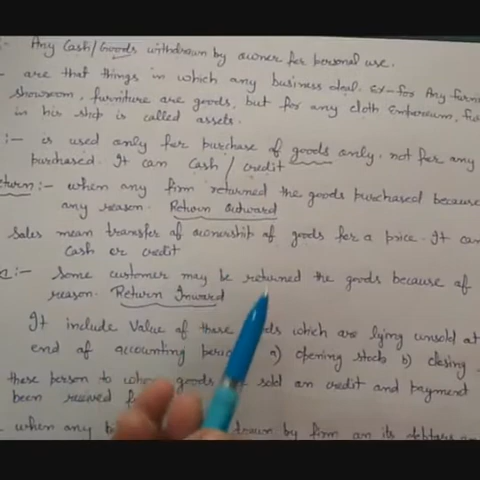 :- Any Cash/Goods withdrawn by owner for personal use.
- are that things in which any business deal. Ex- for Any furni
showroom, furniture are goods, but for any cloth Emporium, fu
in his shop is called assets.
:- is used only for purchase of goods only, not for any
purchased. It can Cash/credit
eturn:- when any firm returned the goods purchased because
any reason. Return outward
Sales mean transfer of ownership of goods for a price. It can
Cash or credit
:- Some customer may be returned the goods because of
reason. Return Inward
It include Value of those ds which are lying unsold at
end of accounting peri a) opening stock b) closing
these person to goods sold on credit and payment
been received f
when any b rawn by firm on its debtors